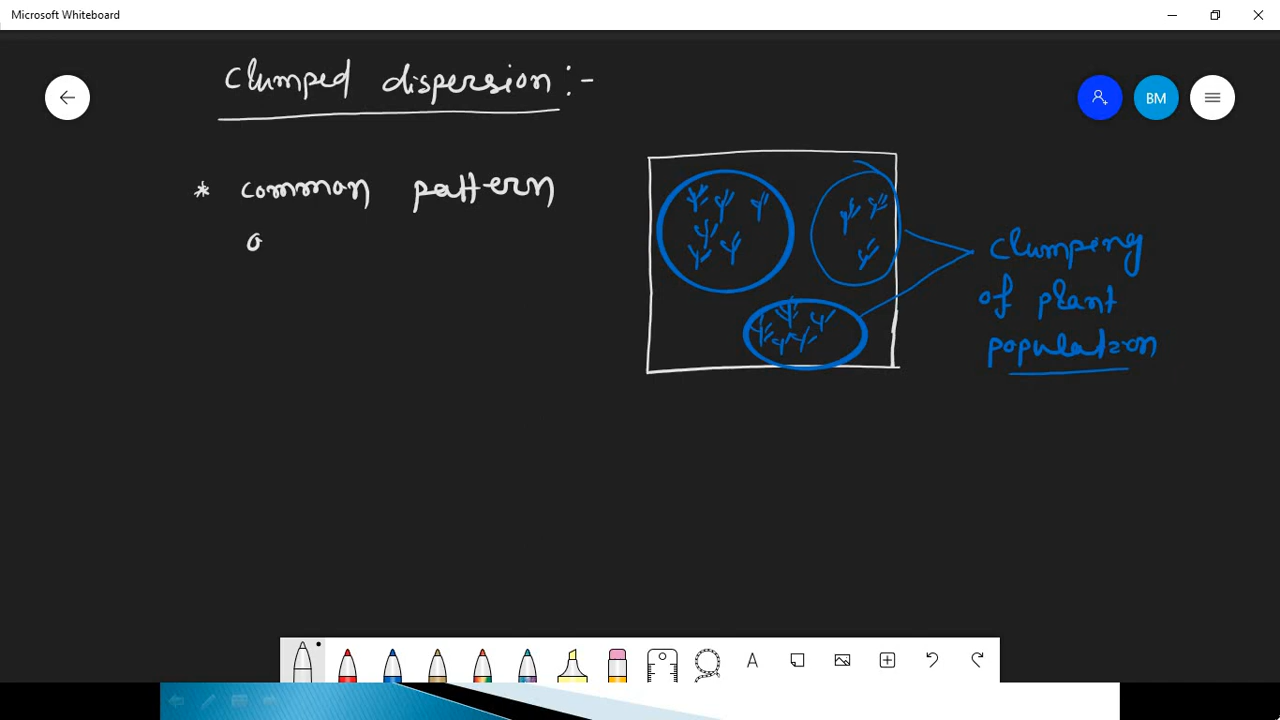 Microsoft Whiteboard
BM
Clumped dispersion :-
* common pattern
o
Clumping
of plant
population
A